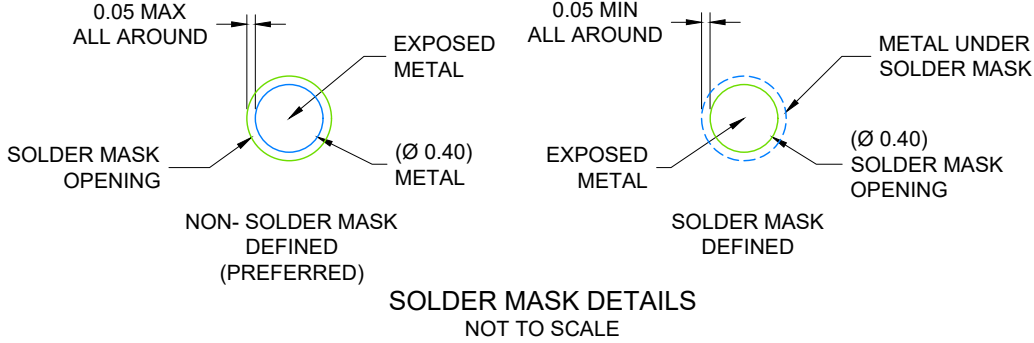 0.05 MAX
ALL AROUND
EXPOSED
METAL
SOLDER MASK
OPENING
(Ø 0.40)
METAL
NON- SOLDER MASK
DEFINED
(PREFERRED)
0.05 MIN
ALL AROUND
METAL UNDER
SOLDER MASK
EXPOSED
METAL
(Ø 0.40)
SOLDER MASK
OPENING
SOLDER MASK
DEFINED
SOLDER MASK DETAILS
NOT TO SCALE